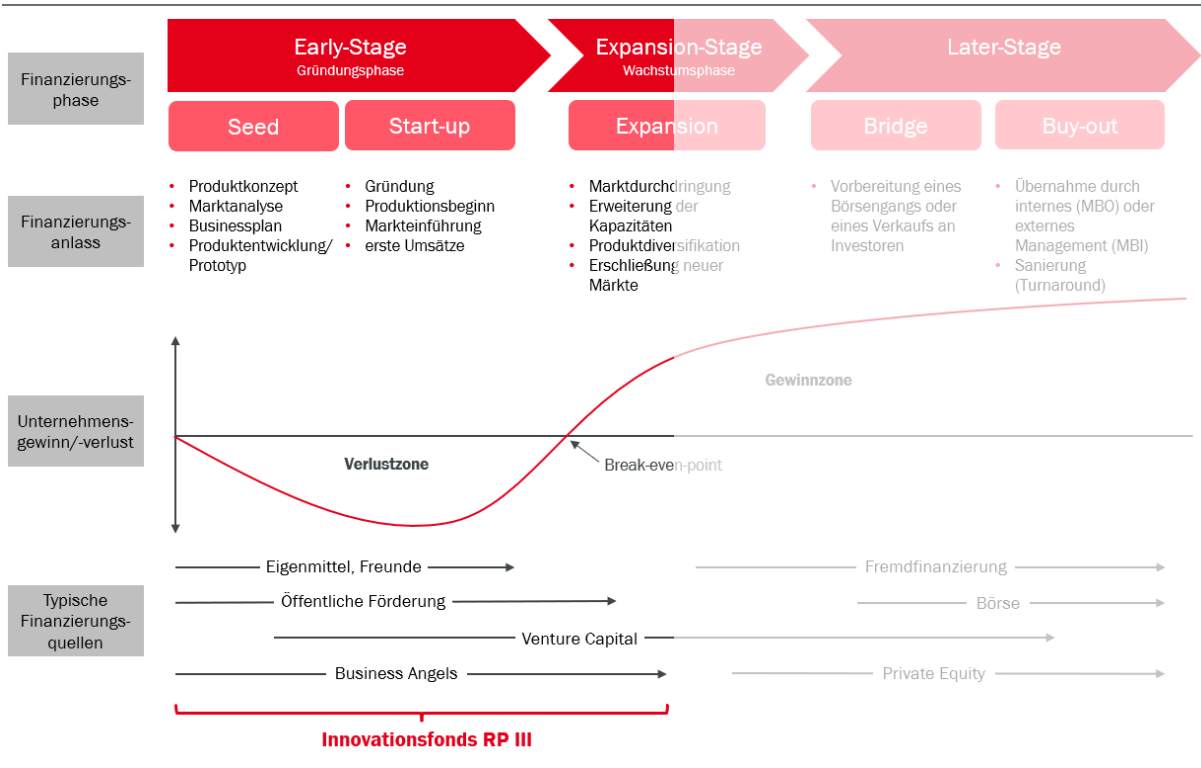 Finanzierungs-
phase
Early-Stage
Gründungsphase
Expansion-Stage
Wachstumsphase
Later-Stage
Seed
Start-up
Expansion
Bridge
Buy-out
Finanzierungs-
anlass
• Produktkonzept
• Marktanalyse
• Businessplan
• Produktentwicklung/
Prototyp
• Gründung
• Produktionsbeginn
• Markteinführung
• erste Umsätze
• Marktdurchdringung
• Erweiterung der
Kapazitäten
• Produktdiversifikation
• Erschließung neuer
Märkte
• Vorbereitung eines
Börsengangs oder
eines Verkaufs an
Investoren
• Übernahme durch
internes (MBO) oder
externes
Management (MBI)
• Sanierung
(Turnaround)
Unternehmens-
gewinn/-verlust
Verlustzone
Break-even-point
Gewinnzone
Typische
Finanzierungs-
quellen
Eigenmittel, Freunde
Fremdfinanzierung
Öffentliche Förderung
Börse
Venture Capital
Business Angels
Private Equity
Innovationsfonds RP III